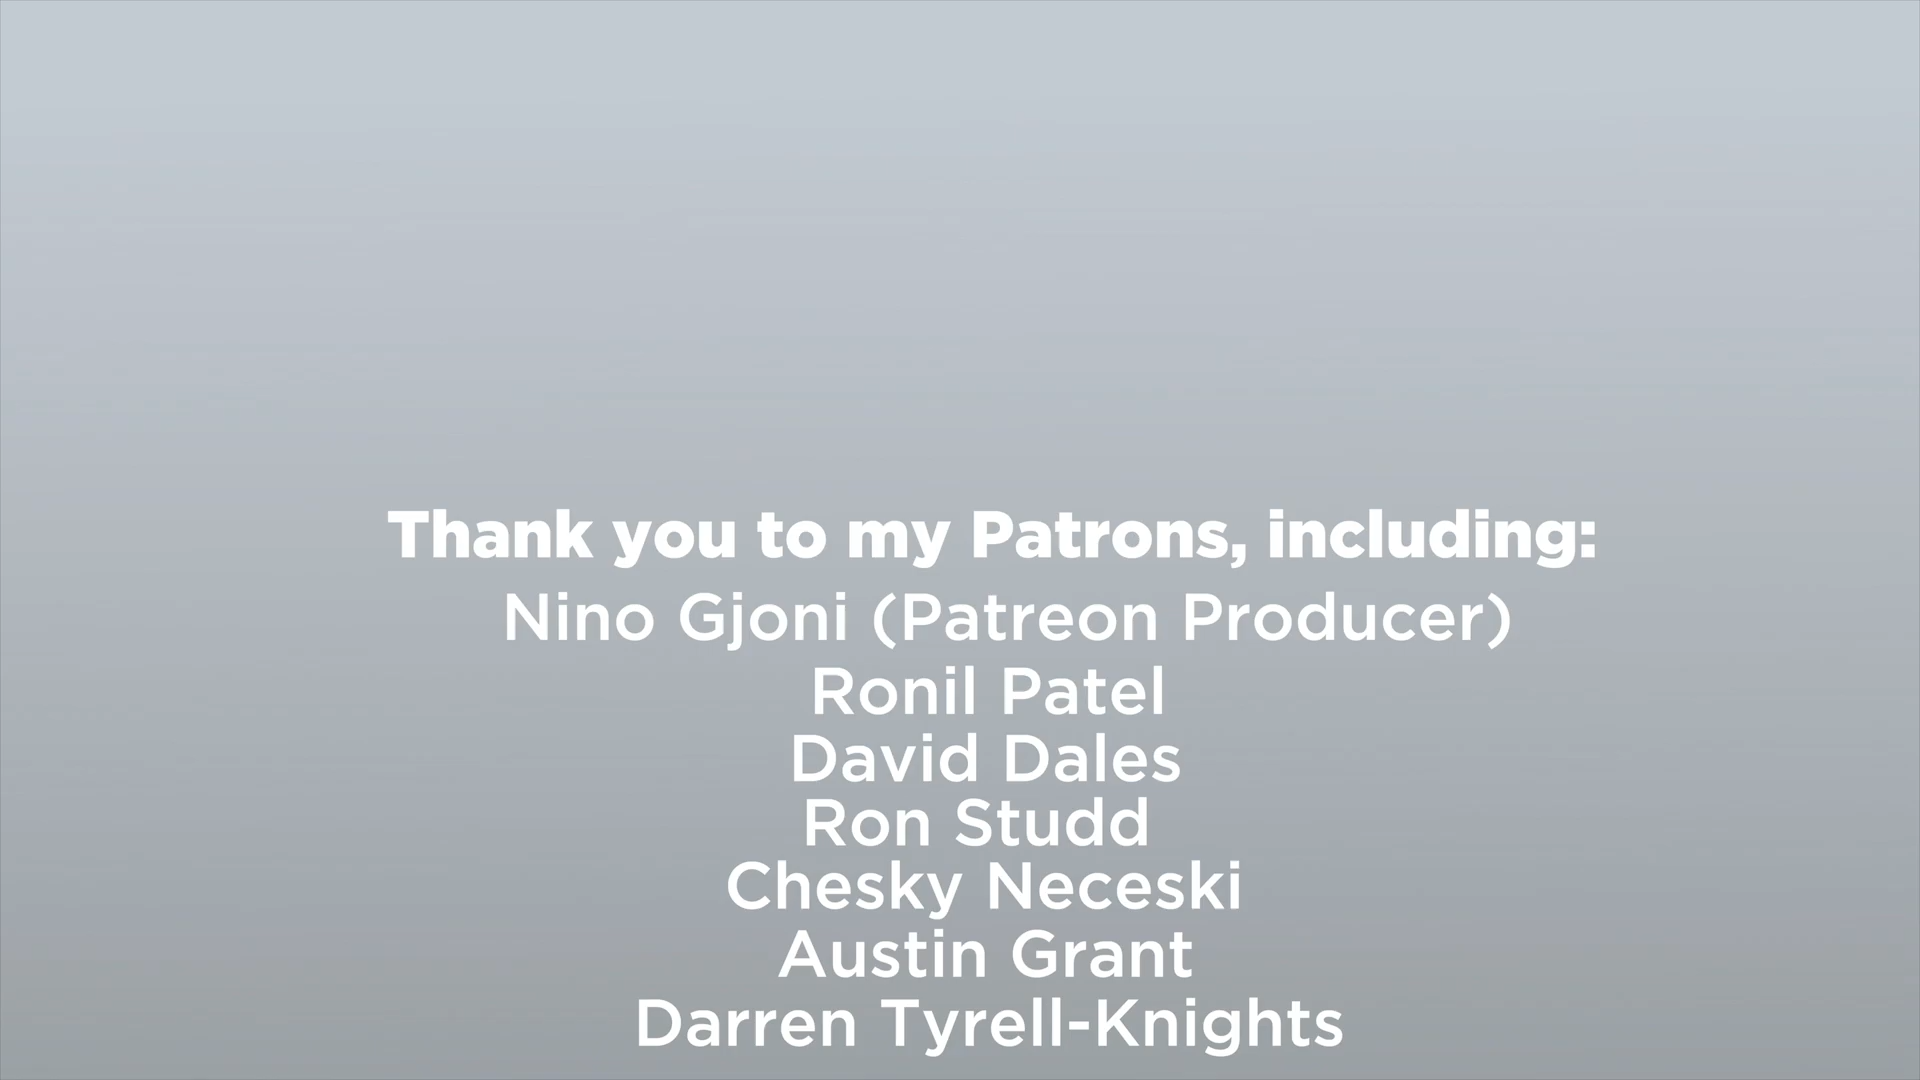 Thank you to my Patrons, including:
Nino Gjoni (Patreon Producer)
Ronil Patel
David Dales
Ron Studd
Chesky Neceski
Austin Grant
Darren Tyrell-Knights